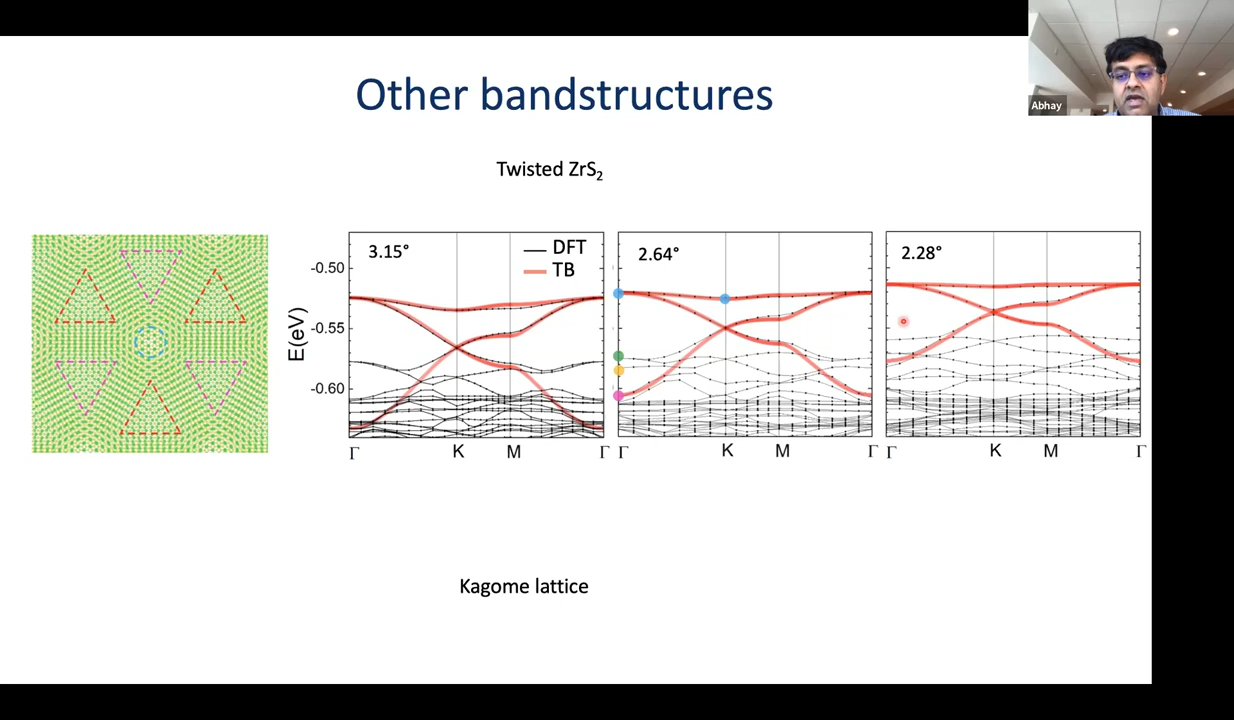 Abhay
Other bandstructures
Twisted ZrS₂
3.15°
DFT
TB
2.64°
2.28°
E(eV)
-0.50
-0.55
-0.60
Γ K M Γ
Γ K M Γ
Γ K M Γ
Kagome lattice